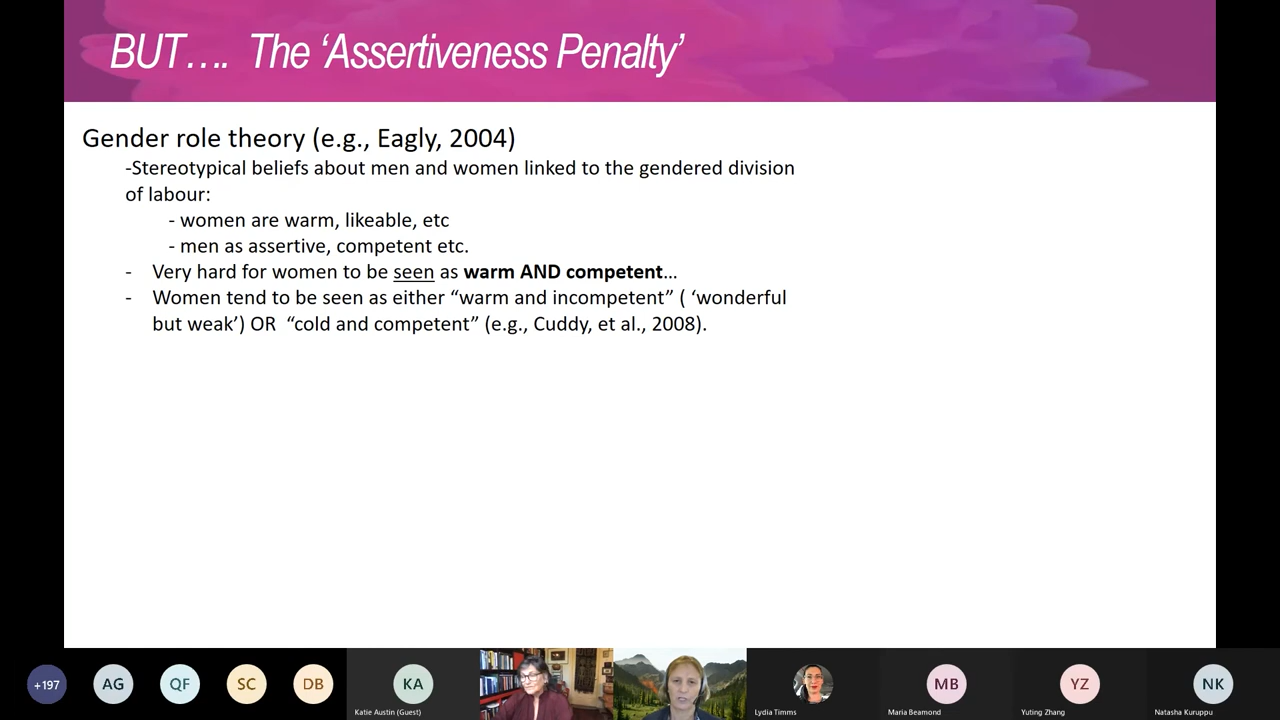 BUT…. The ‘Assertiveness Penalty’
Gender role theory (e.g., Eagly, 2004)
-Stereotypical beliefs about men and women linked to the gendered division
of labour:
- women are warm, likeable, etc
- men as assertive, competent etc.
- Very hard for women to be seen as warm AND competent…
- Women tend to be seen as either “warm and incompetent” ( ‘wonderful
but weak’) OR “cold and competent” (e.g., Cuddy, et al., 2008).
+197
AG
QF
SC
DB
KA
Katie Austin (Guest)
Lydia Timms
MB
Maria Beamond
YZ
Yuting Zhang
NK
Natasha Kuruppu